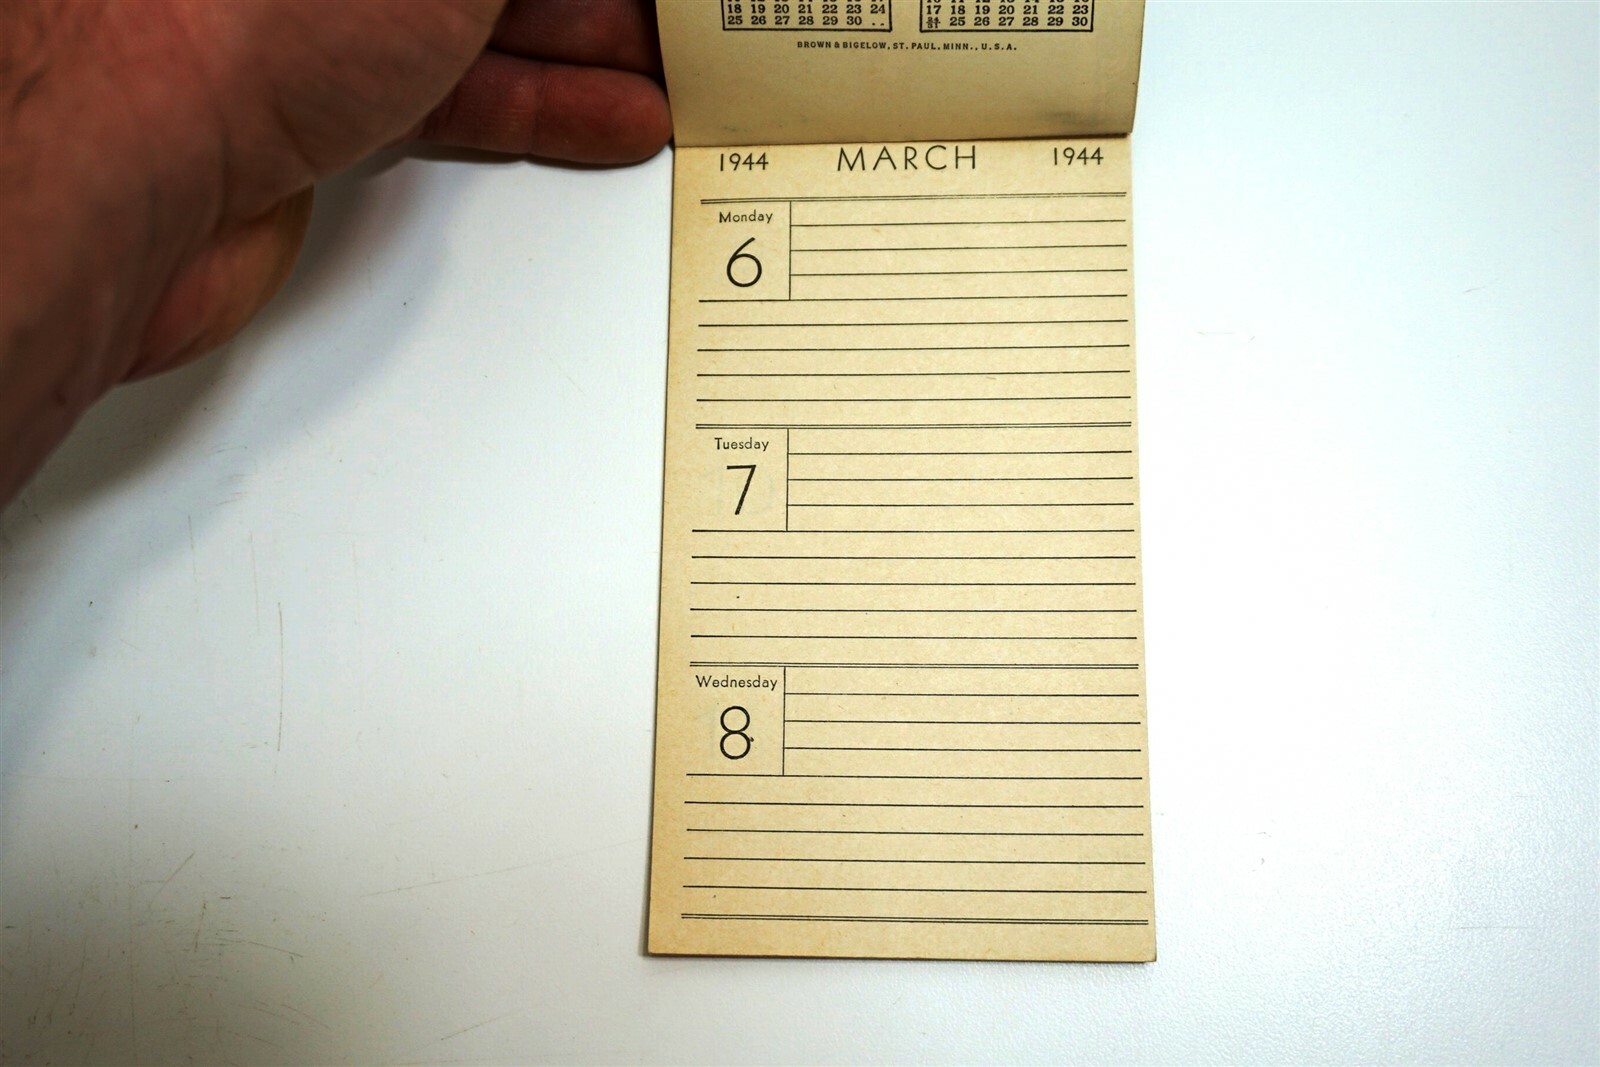 18 19 20 21 22 23 24
25 26 27 28 29 30 ..
17 18 19 20 21 22 23
24/31 25 26 27 28 29 30
BROWN & BIGELOW, ST. PAUL, MINN., U.S.A.
1944 MARCH 1944
Monday
6
Tuesday
7
Wednesday
8